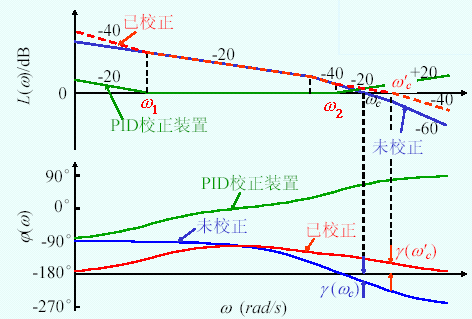 L(ω)/dB
-40
已校正
-20
-20
-40
-20
ω'c
+20
0
ω1
ω2
ωc
-40
-60
PID校正装置
未校正
φ(ω)
90°
0°
-90°
-180°
-270°
PID校正装置
未校正
已校正
γ(ω'c)
γ(ωc)
ω (rad/s)